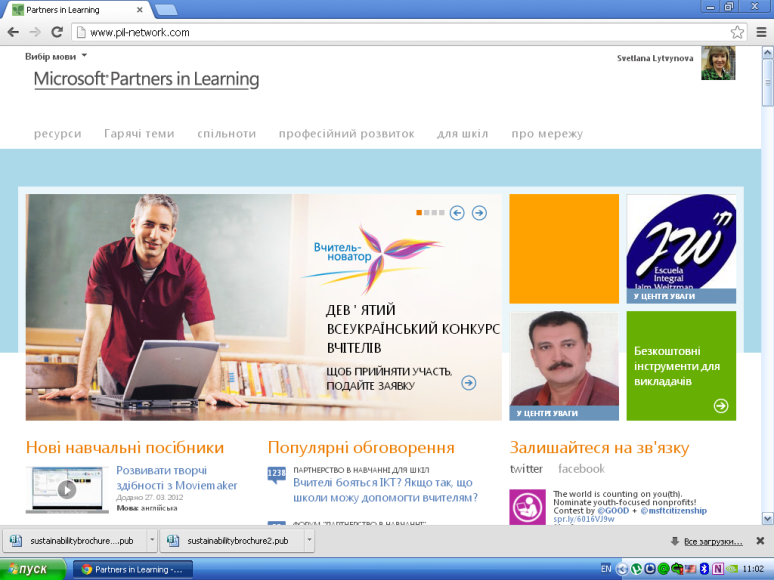 Partners in Learning
www.pil-network.com
Вибір мови
Svetlana Lytvynova
Microsoft Partners in Learning
ресурси Гарячі теми спільноти професійний розвиток для шкіл про мережу
Вчитель-
новатор
ДЕВ ' ЯТИЙ
ВСЕУКРАЇНСЬКИЙ КОНКУРС
ВЧИТЕЛІВ
ЩОБ ПРИЙНЯТИ УЧАСТЬ,
ПОДАЙТЕ ЗАЯВКУ
Escuela
Integral
Jaim Weitzman
У ЦЕНТРІ УВАГИ
У ЦЕНТРІ УВАГИ
Безкоштовні
інструменти для
викладачів
Нові навчальні посібники
Розвивати творчі
здібності з Moviemaker
Додано 27. 03. 2012
Мова: англійська
Популярні обговорення
1238
ПАРТНЕРСТВО В НАВЧАННІ ДЛЯ ШКІЛ
Вчителі бояться ІКТ? Якщо так, що
школи можу допомогти вчителям?
ФОРУМ "ПАРТНЕРСТВО В НАВЧАННІ"
Залишайтеся на зв'язку
twitter facebook
The world is counting on you(th).
Nominate youth-focused nonprofits!
Contest by @GOOD + @msftcitizenship
spr.ly/6016VJ9w
sustainabilitybrochure....pub
sustainabilitybrochure2.pub
Все загрузки...
пуск
Partners in Learning -...
EN
11:02